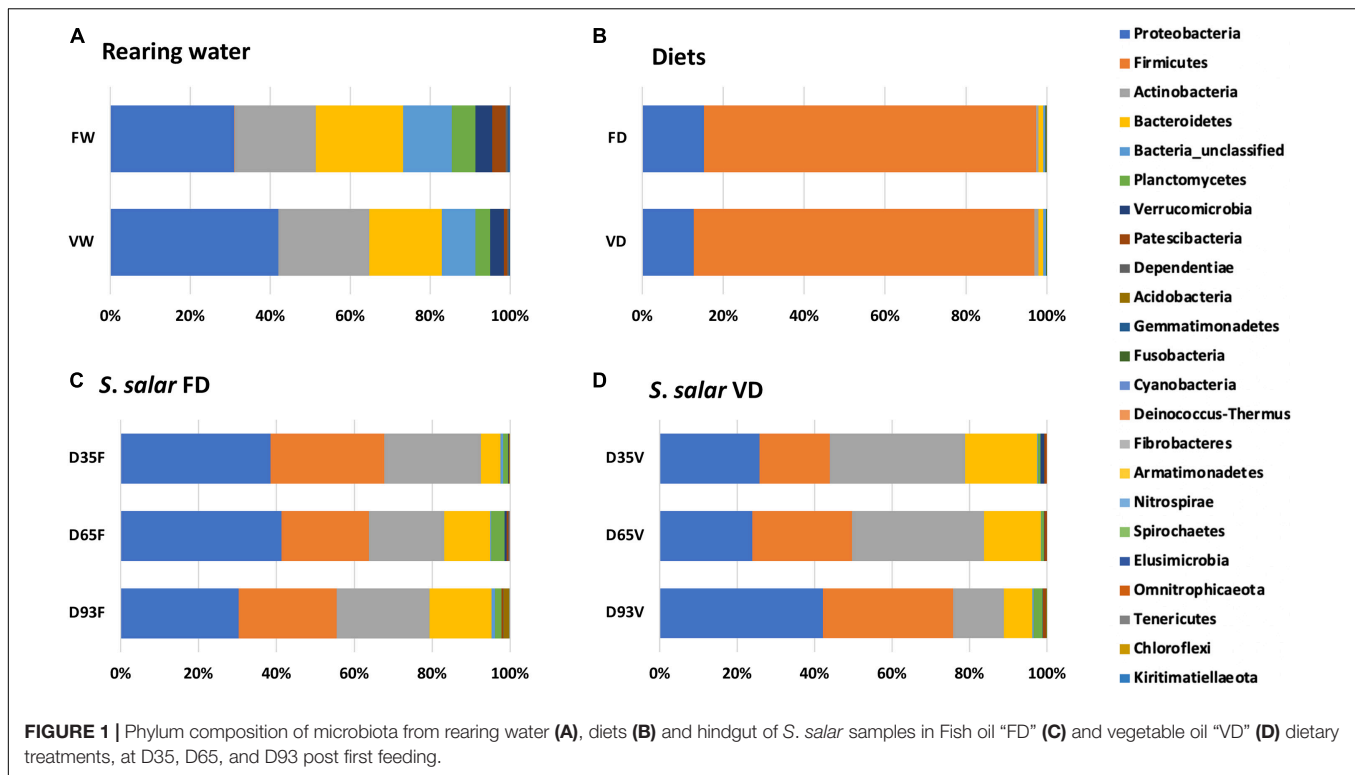 A Rearing water
FW
VW
0% 20% 40% 60% 80% 100%
B Diets
FD
VD
0% 20% 40% 60% 80% 100%
C S. salar FD
D35F
D65F
D93F
0% 20% 40% 60% 80% 100%
D S. salar VD
D35V
D65V
D93V
0% 20% 40% 60% 80% 100%
Proteobacteria
Firmicutes
Actinobacteria
Bacteroidetes
Bacteria_unclassified
Planctomycetes
Verrucomicrobia
Patescibacteria
Dependentiae
Acidobacteria
Gemmatimonadetes
Fusobacteria
Cyanobacteria
Deinococcus-Thermus
Fibrobacteres
Armatimonadetes
Nitrospirae
Spirochaetes
Elusimicrobia
Omnitrophicaeota
Tenericutes
Chloroflexi
Kiritimatiellaeota
FIGURE 1 | Phylum composition of microbiota from rearing water (A), diets (B) and hindgut of S. salar samples in Fish oil “FD” (C) and vegetable oil “VD” (D) dietary
treatments, at D35, D65, and D93 post first feeding.